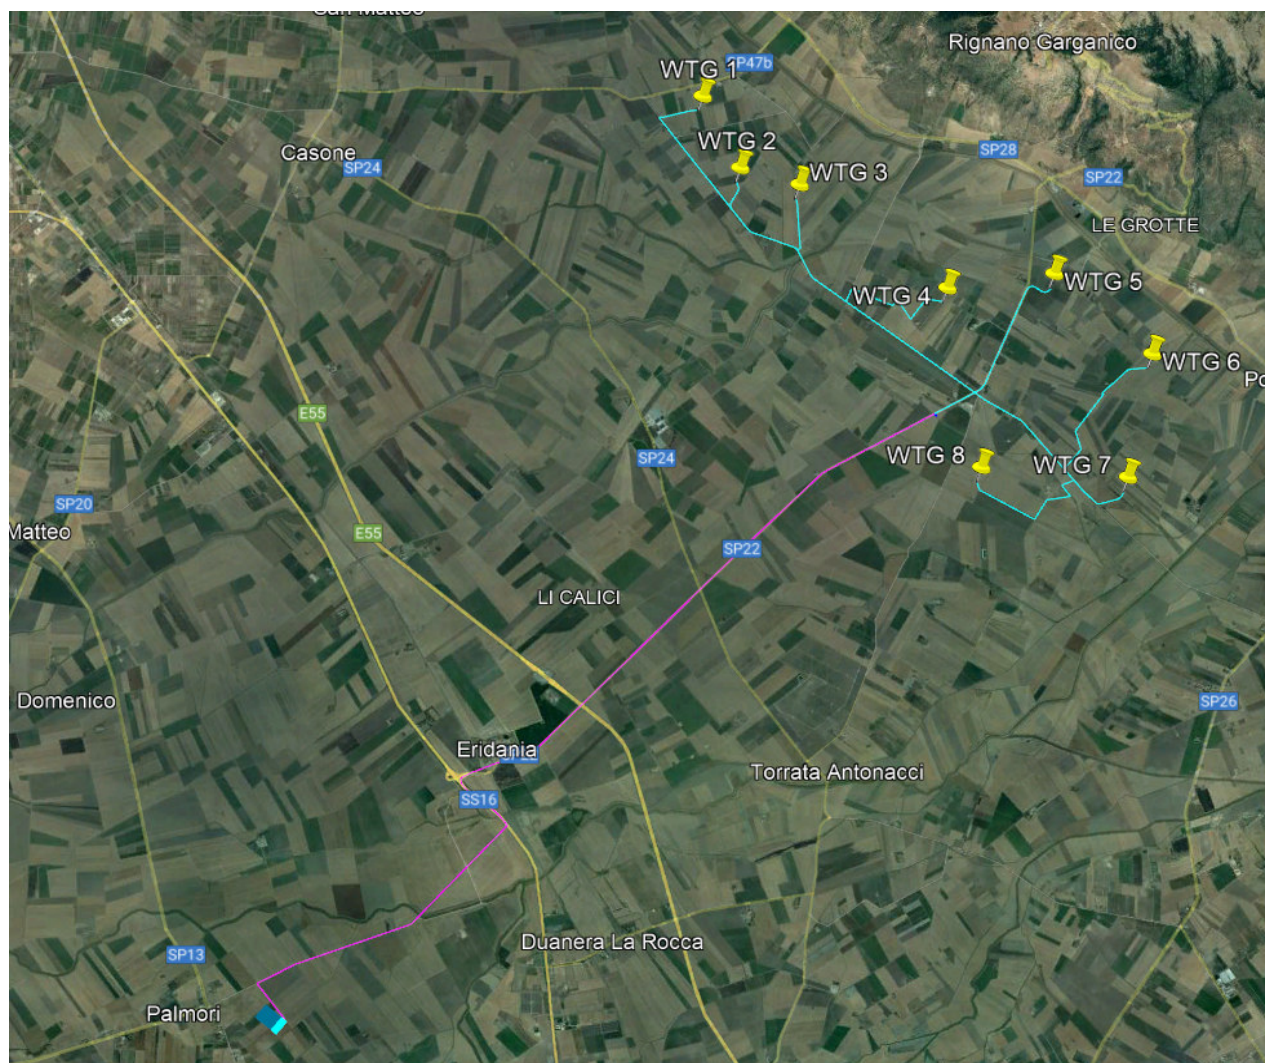 San Matteo
Rignano Garganico
SP47b
WTG 1
WTG 2
WTG 3
Casone
SP24
SP28
SP22
LE GROTTE
WTG 4
WTG 5
WTG 6
Po
E55
WTG 8
WTG 7
SP24
SP20
Matteo
E55
SP22
LI CALICI
Domenico
SP26
Eridania
SP22
Torrata Antonacci
SS16
Duanera La Rocca
SP13
Palmori